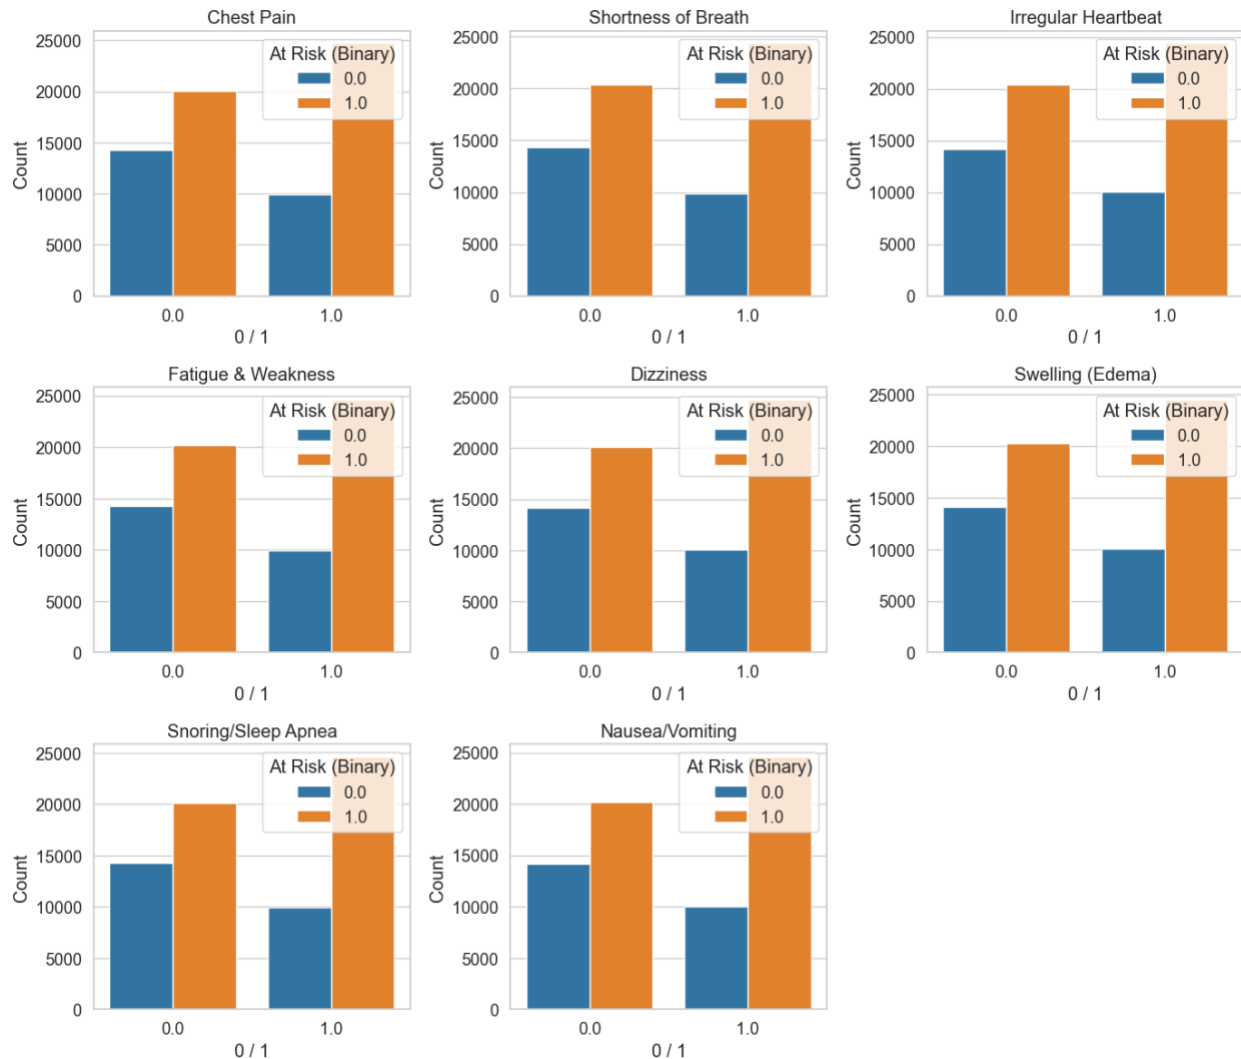 Chest Pain
Count
25000
20000
15000
10000
5000
0
At Risk (Binary)
0.0
1.0
0.0 1.0
0 / 1
Shortness of Breath
Count
25000
20000
15000
10000
5000
0
At Risk (Binary)
0.0
1.0
0.0 1.0
0 / 1
Irregular Heartbeat
Count
25000
20000
15000
10000
5000
0
At Risk (Binary)
0.0
1.0
0.0 1.0
0 / 1
Fatigue & Weakness
Count
25000
20000
15000
10000
5000
0
At Risk (Binary)
0.0
1.0
0.0 1.0
0 / 1
Dizziness
Count
25000
20000
15000
10000
5000
0
At Risk (Binary)
0.0
1.0
0.0 1.0
0 / 1
Swelling (Edema)
Count
25000
20000
15000
10000
5000
0
At Risk (Binary)
0.0
1.0
0.0 1.0
0 / 1
Snoring/Sleep Apnea
Count
25000
20000
15000
10000
5000
0
At Risk (Binary)
0.0
1.0
0.0 1.0
0 / 1
Nausea/Vomiting
Count
25000
20000
15000
10000
5000
0
At Risk (Binary)
0.0
1.0
0.0 1.0
0 / 1